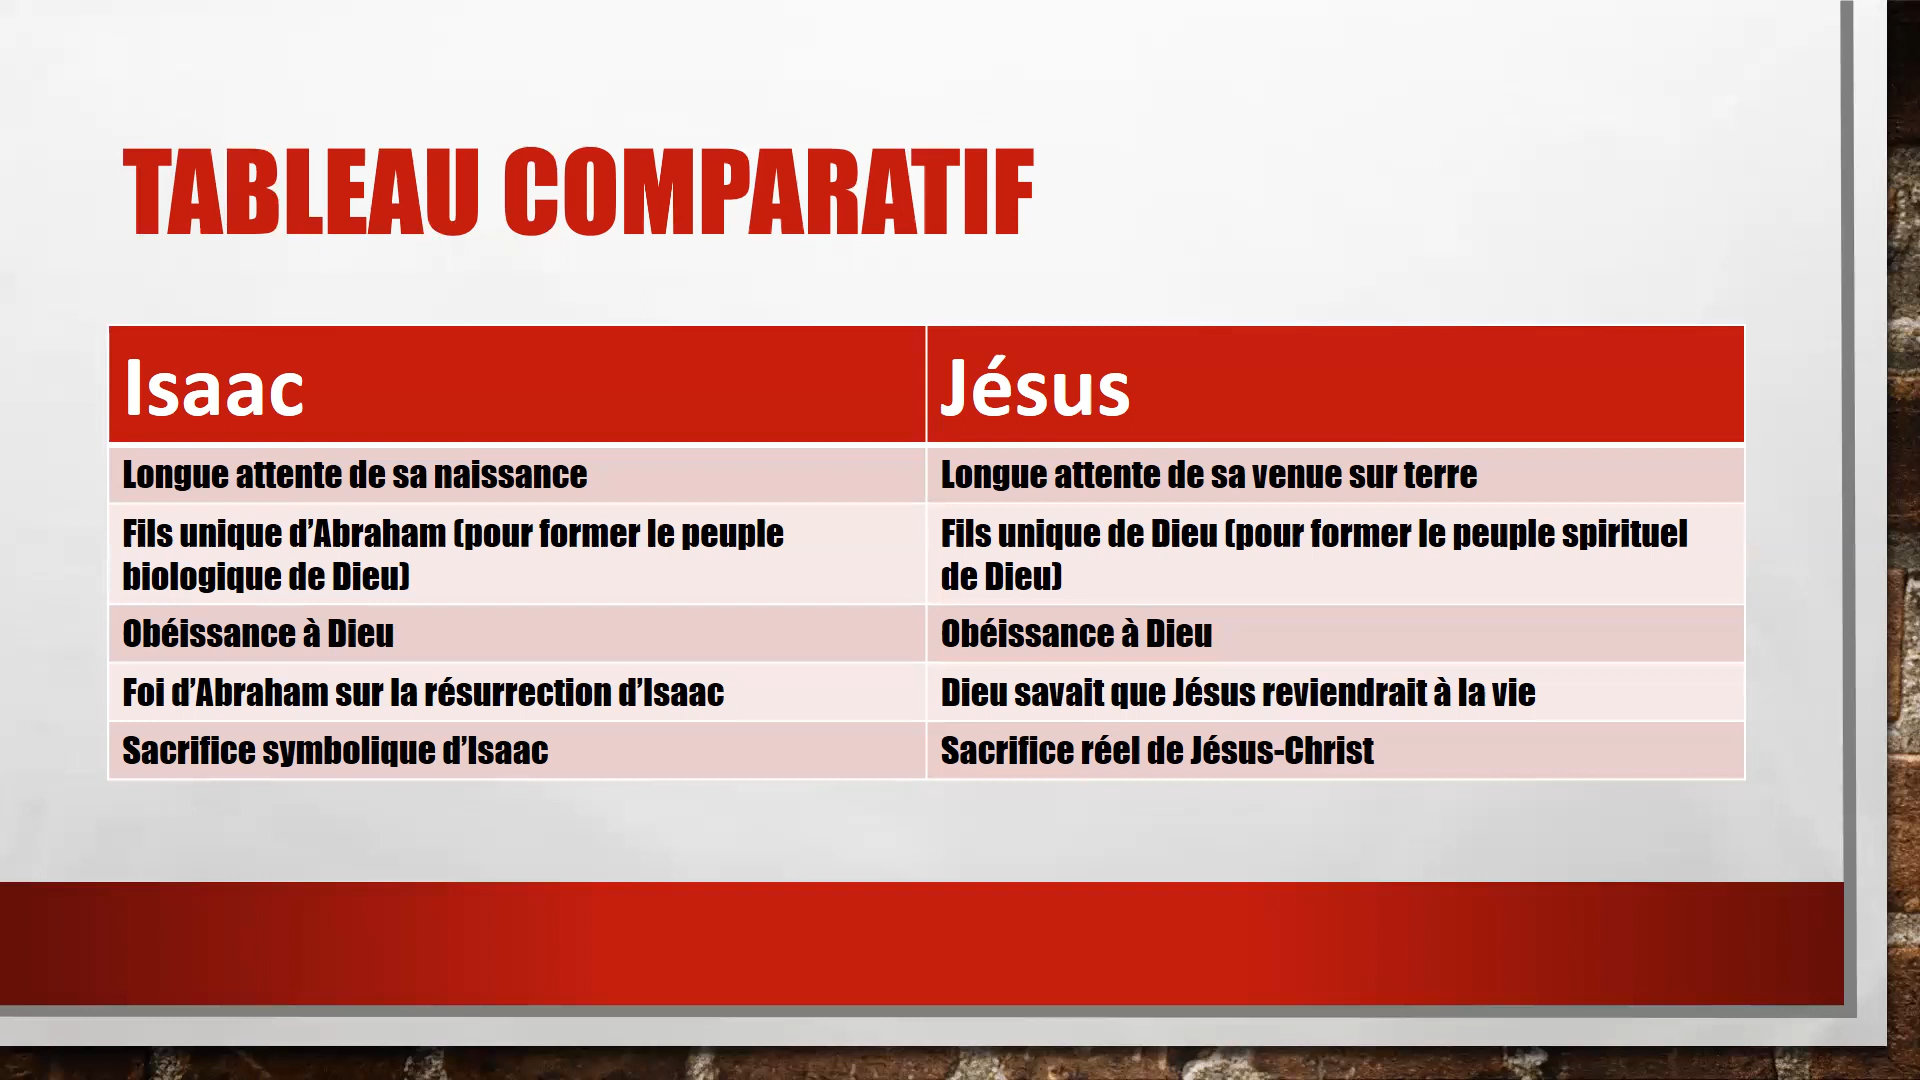 TABLEAU COMPARATIF
Isaac
Jésus
Longue attente de sa naissance
Longue attente de sa venue sur terre
Fils unique d’Abraham (pour former le peuple
biologique de Dieu)
Fils unique de Dieu (pour former le peuple spirituel
de Dieu)
Obéissance à Dieu
Obéissance à Dieu
Foi d’Abraham sur la résurrection d’Isaac
Dieu savait que Jésus reviendrait à la vie
Sacrifice symbolique d’Isaac
Sacrifice réel de Jésus-Christ